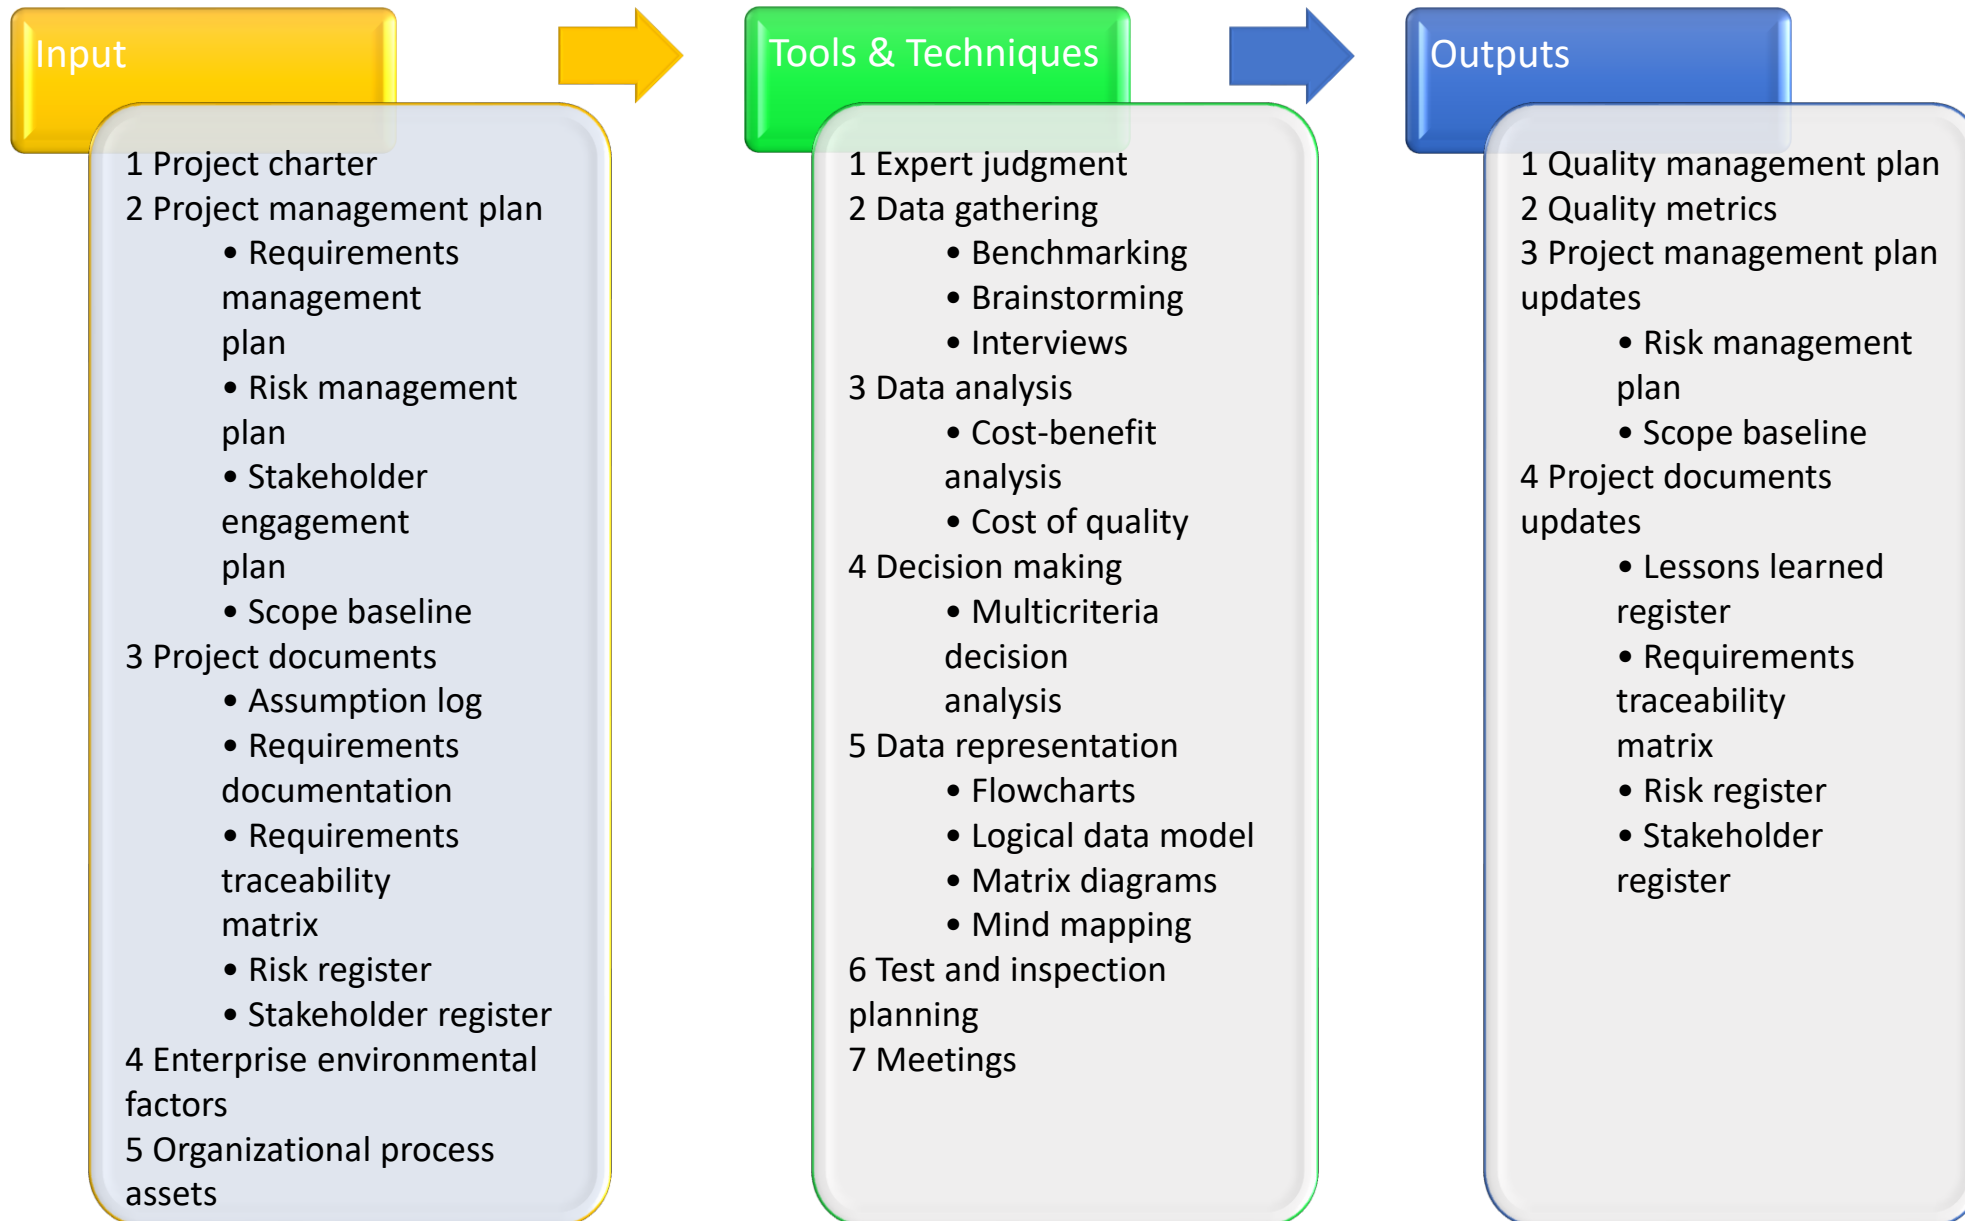 Input
1 Project charter
2 Project management plan
• Requirements
management
plan
• Risk management
plan
• Stakeholder
engagement
plan
• Scope baseline
3 Project documents
• Assumption log
• Requirements
documentation
• Requirements
traceability
matrix
• Risk register
• Stakeholder register
4 Enterprise environmental
factors
5 Organizational process
assets
Tools & Techniques
1 Expert judgment
2 Data gathering
• Benchmarking
• Brainstorming
• Interviews
3 Data analysis
• Cost-benefit
analysis
• Cost of quality
4 Decision making
• Multicriteria
decision
analysis
5 Data representation
• Flowcharts
• Logical data model
• Matrix diagrams
• Mind mapping
6 Test and inspection
planning
7 Meetings
Outputs
1 Quality management plan
2 Quality metrics
3 Project management plan
updates
• Risk management
plan
• Scope baseline
4 Project documents
updates
• Lessons learned
register
• Requirements
traceability
matrix
• Risk register
• Stakeholder
register